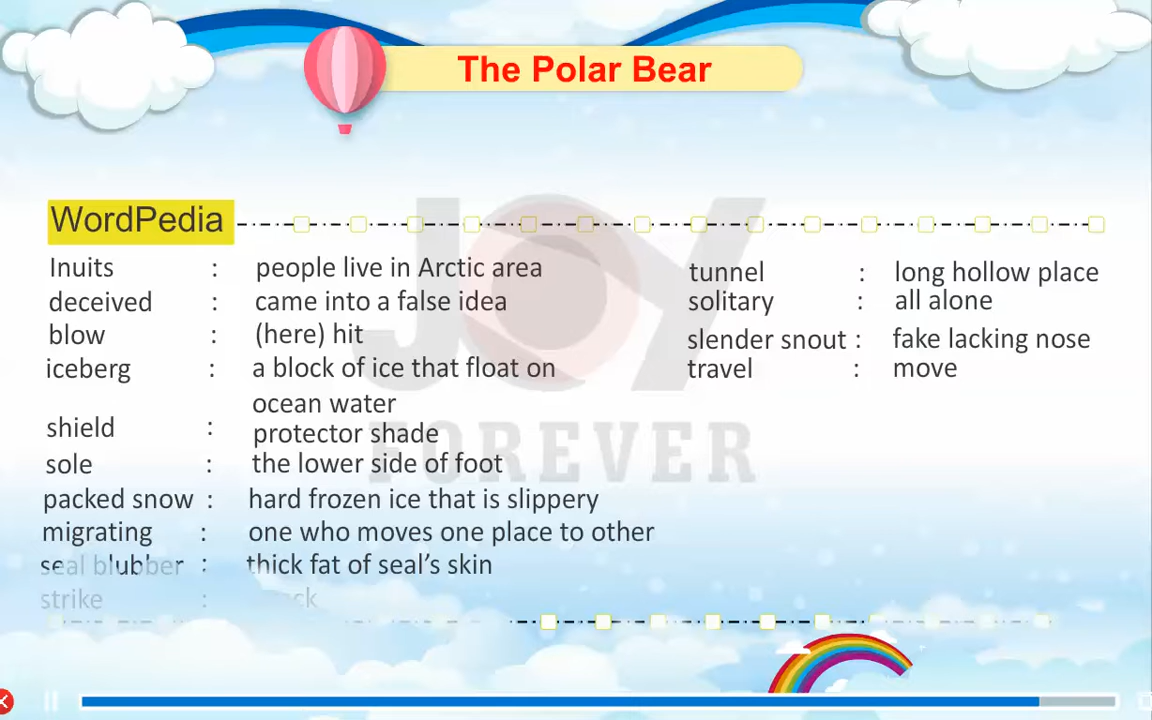 The Polar Bear
WordPedia
Inuits : people live in Arctic area
deceived : came into a false idea
blow : (here) hit
iceberg : a block of ice that float on
ocean water
shield : protector shade
sole : the lower side of foot
packed snow : hard frozen ice that is slippery
migrating : one who moves one place to other
seal blubber : thick fat of seal's skin
strike :
tunnel : long hollow place
solitary : all alone
slender snout : fake lacking nose
travel : move
JOY
FOREVER